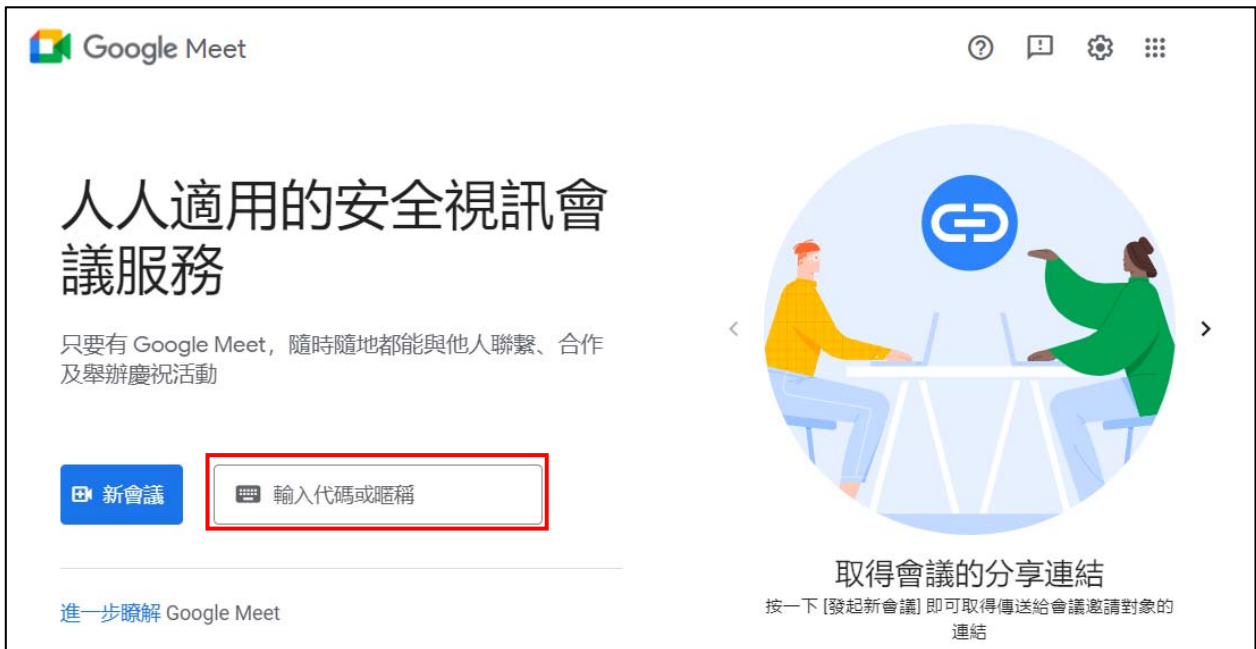 Google Meet
人人適用的安全視訊會
議服務
只要有 Google Meet，隨時隨地都能與他人聯繫、合作
及舉辦慶祝活動
新會議
輸入代碼或暱稱
進一步瞭解 Google Meet
取得會議的分享連結
按一下 [發起新會議] 即可取得傳送給會議邀請對象的
連結